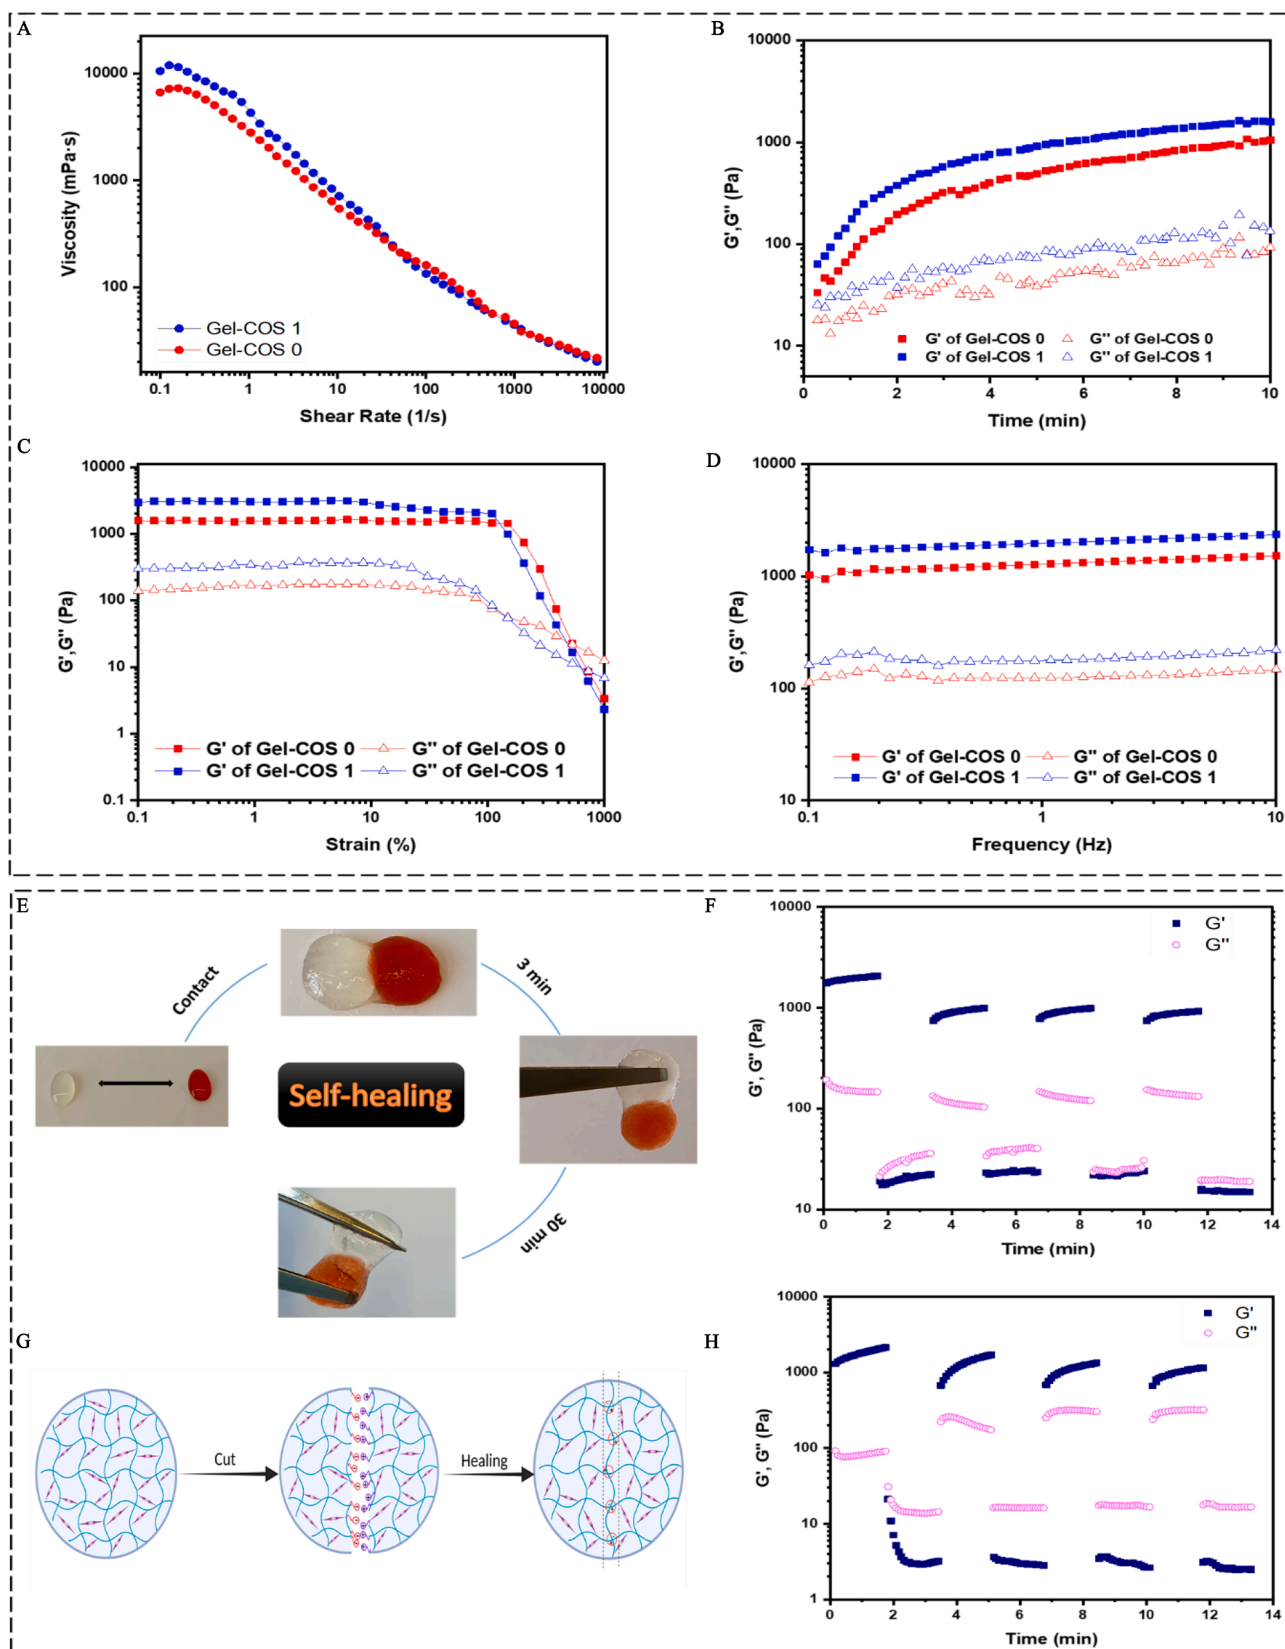 A
10000
1000
100
Viscosity (mPa·s)
Gel-COS 1
Gel-COS 0
0.1
1
10
100
1000
10000
Shear Rate (1/s)
B
10000
1000
100
10
G',G" (Pa)
G' of Gel-COS 0
G" of Gel-COS 0
G' of Gel-COS 1
G" of Gel-COS 1
0
2
4
6
8
10
Time (min)
C
10000
1000
100
10
1
0.1
G',G" (Pa)
G' of Gel-COS 0
G" of Gel-COS 0
G' of Gel-COS 1
G" of Gel-COS 1
0.1
1
10
100
1000
Strain (%)
D
10000
1000
100
10
G',G" (Pa)
G' of Gel-COS 0
G" of Gel-COS 0
G' of Gel-COS 1
G" of Gel-COS 1
0.1
1
10
Frequency (Hz)
E
Contact
3 min
Self-healing
30 min
F
10000
1000
100
10
G', G" (Pa)
G'
G"
0
2
4
6
8
10
12
14
Time (min)
G
Cut
Healing
H
10000
1000
100
10
1
G', G" (Pa)
G'
G"
0
2
4
6
8
10
12
14
Time (min)